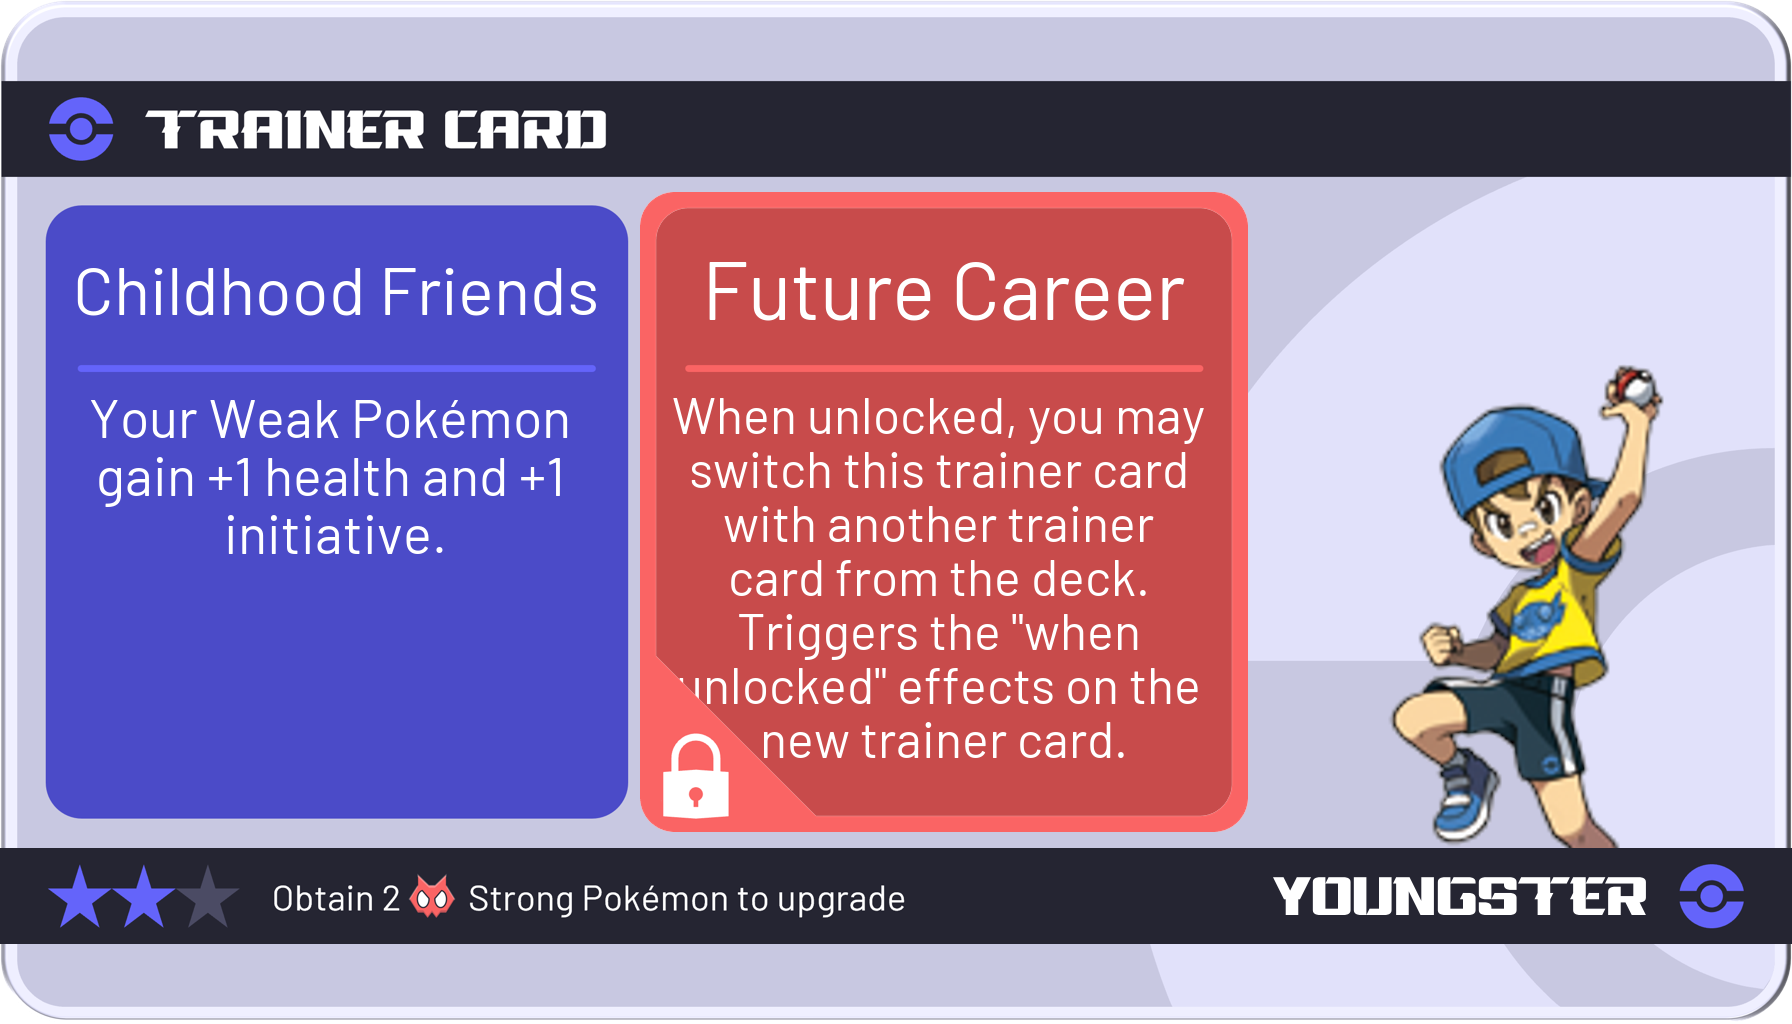 TRAINER CARD
Childhood Friends
Your Weak Pokémon
gain +1 health and +1
initiative.
Future Career
When unlocked, you may
switch this trainer card
with another trainer
card from the deck.
Triggers the "when
unlocked" effects on the
new trainer card.
Obtain 2 Strong Pokémon to upgrade
YOUNGSTER